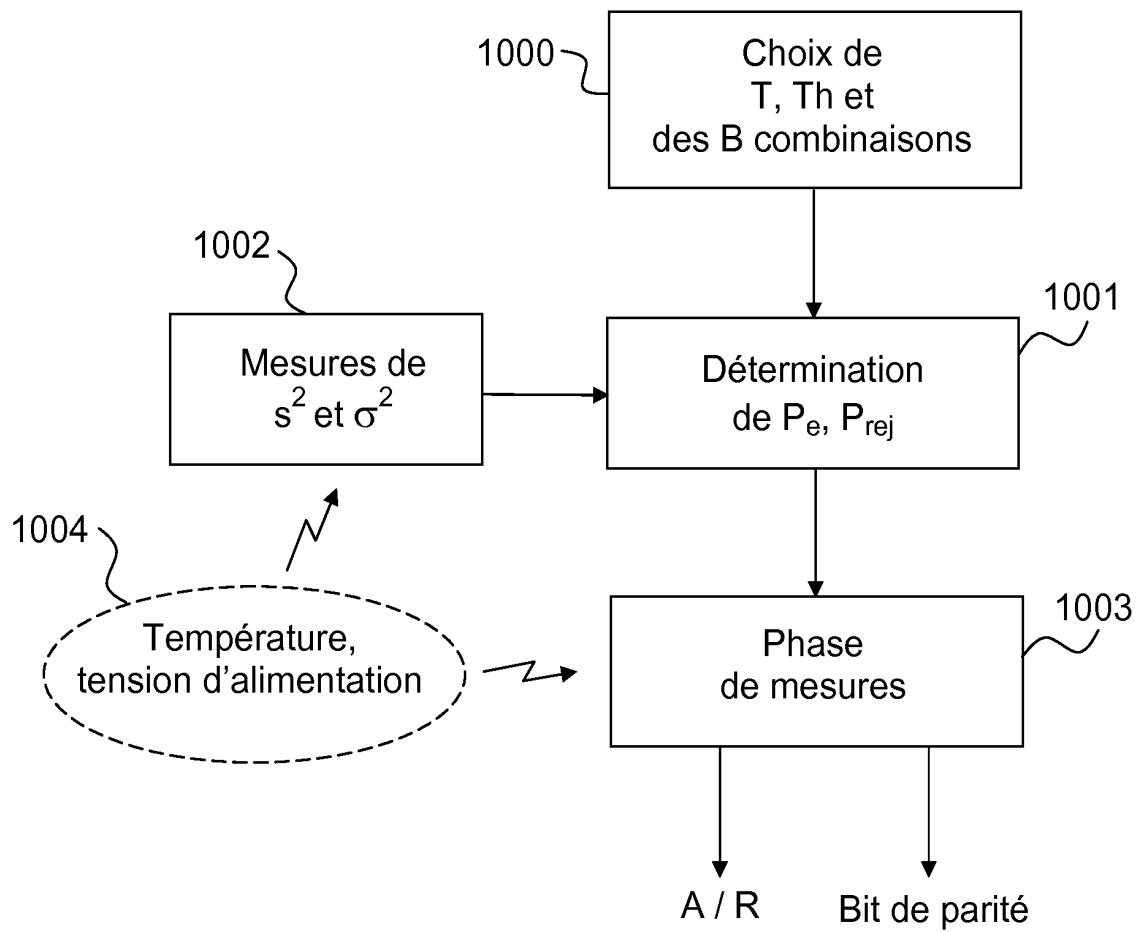 1000
Choix de
T, Th et
des B combinaisons
1002
1001
Mesures de
s² et σ²
Détermination
de Pₑ, P_rej
1004
1003
Température,
tension d'alimentation
Phase
de mesures
A / R
Bit de parité